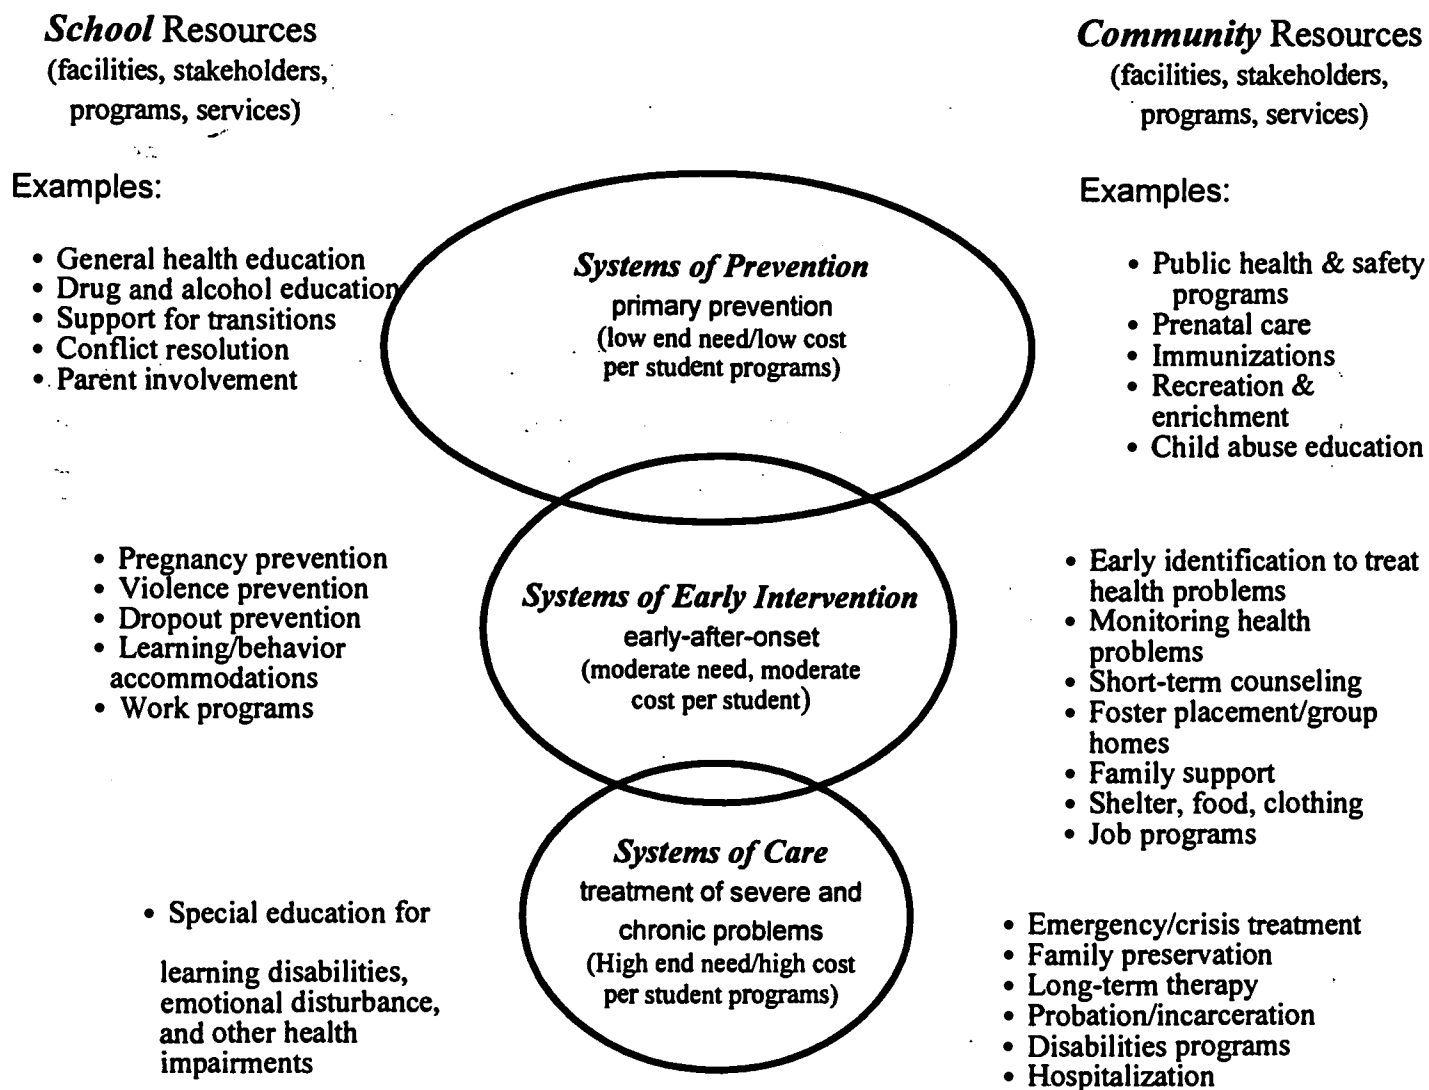 School Resources
(facilities, stakeholders,
programs, services)
Examples:
• General health education
• Drug and alcohol education
• Support for transitions
• Conflict resolution
• Parent involvement
• Pregnancy prevention
• Violence prevention
• Dropout prevention
• Learning/behavior
accommodations
• Work programs
• Special education for
learning disabilities,
emotional disturbance,
and other health
impairments
Systems of Prevention
primary prevention
(low end need/low cost
per student programs)
Systems of Early Intervention
early-after-onset
(moderate need, moderate
cost per student)
Systems of Care
treatment of severe and
chronic problems
(High end need/high cost
per student programs)
Community Resources
(facilities, stakeholders,
programs, services)
Examples:
• Public health & safety
programs
• Prenatal care
• Immunizations
• Recreation &
enrichment
• Child abuse education
• Early identification to treat
health problems
• Monitoring health
problems
• Short-term counseling
• Foster placement/group
homes
• Family support
• Shelter, food, clothing
• Job programs
• Emergency/crisis treatment
• Family preservation
• Long-term therapy
• Probation/incarceration
• Disabilities programs
• Hospitalization